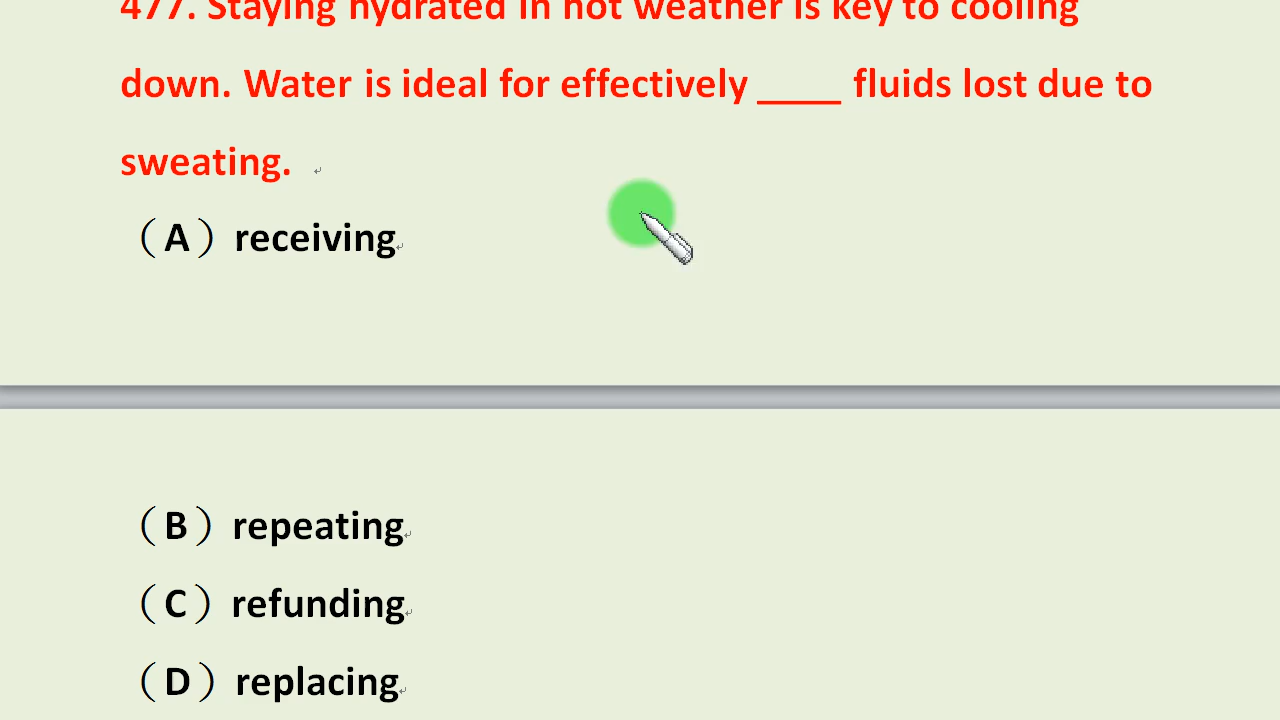 477. Staying hydrated in hot weather is key to cooling
down. Water is ideal for effectively ____ fluids lost due to
sweating.
（A）receiving
（B）repeating
（C）refunding
（D）replacing